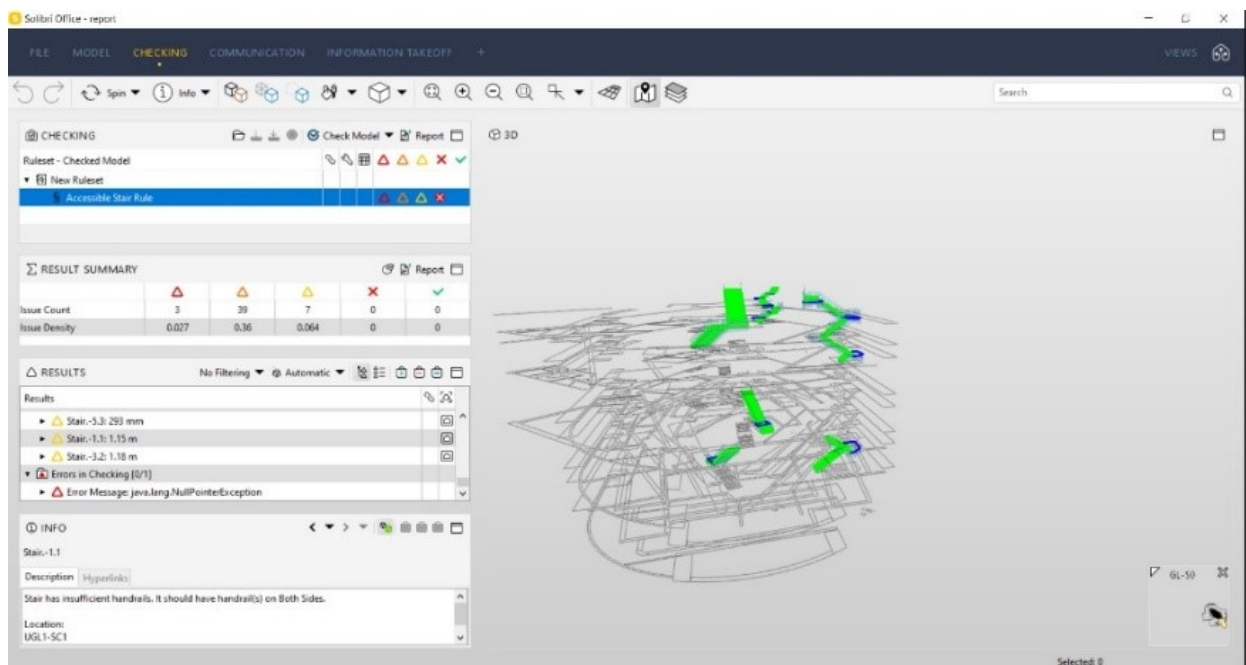 Solibri Office - report
FILE MODEL CHECKING COMMUNICATION INFORMATION TAKEOFF + VIEWS
Spin Info Search
CHECKING Check Model Report
3D
Ruleset - Checked Model
New Ruleset
§ Accessible Stair Rule
RESULT SUMMARY Report
Issue Count 3 39 7 0 0
Issue Density 0.027 0.36 0.064 0 0
RESULTS No Filtering Automatic
Results
Stair.-5.3: 293 mm
Stair.-1.1: 1.15 m
Stair.-3.2: 1.18 m
Errors in Checking [0/1]
Error Message: java.lang.NullPointerException
INFO
Stair.-1.1
Description Hyperlinks
Stair has insufficient handrails. It should have handrail(s) on Both Sides.
Location:
UGL1-SC1
GL-50
Selected: 0